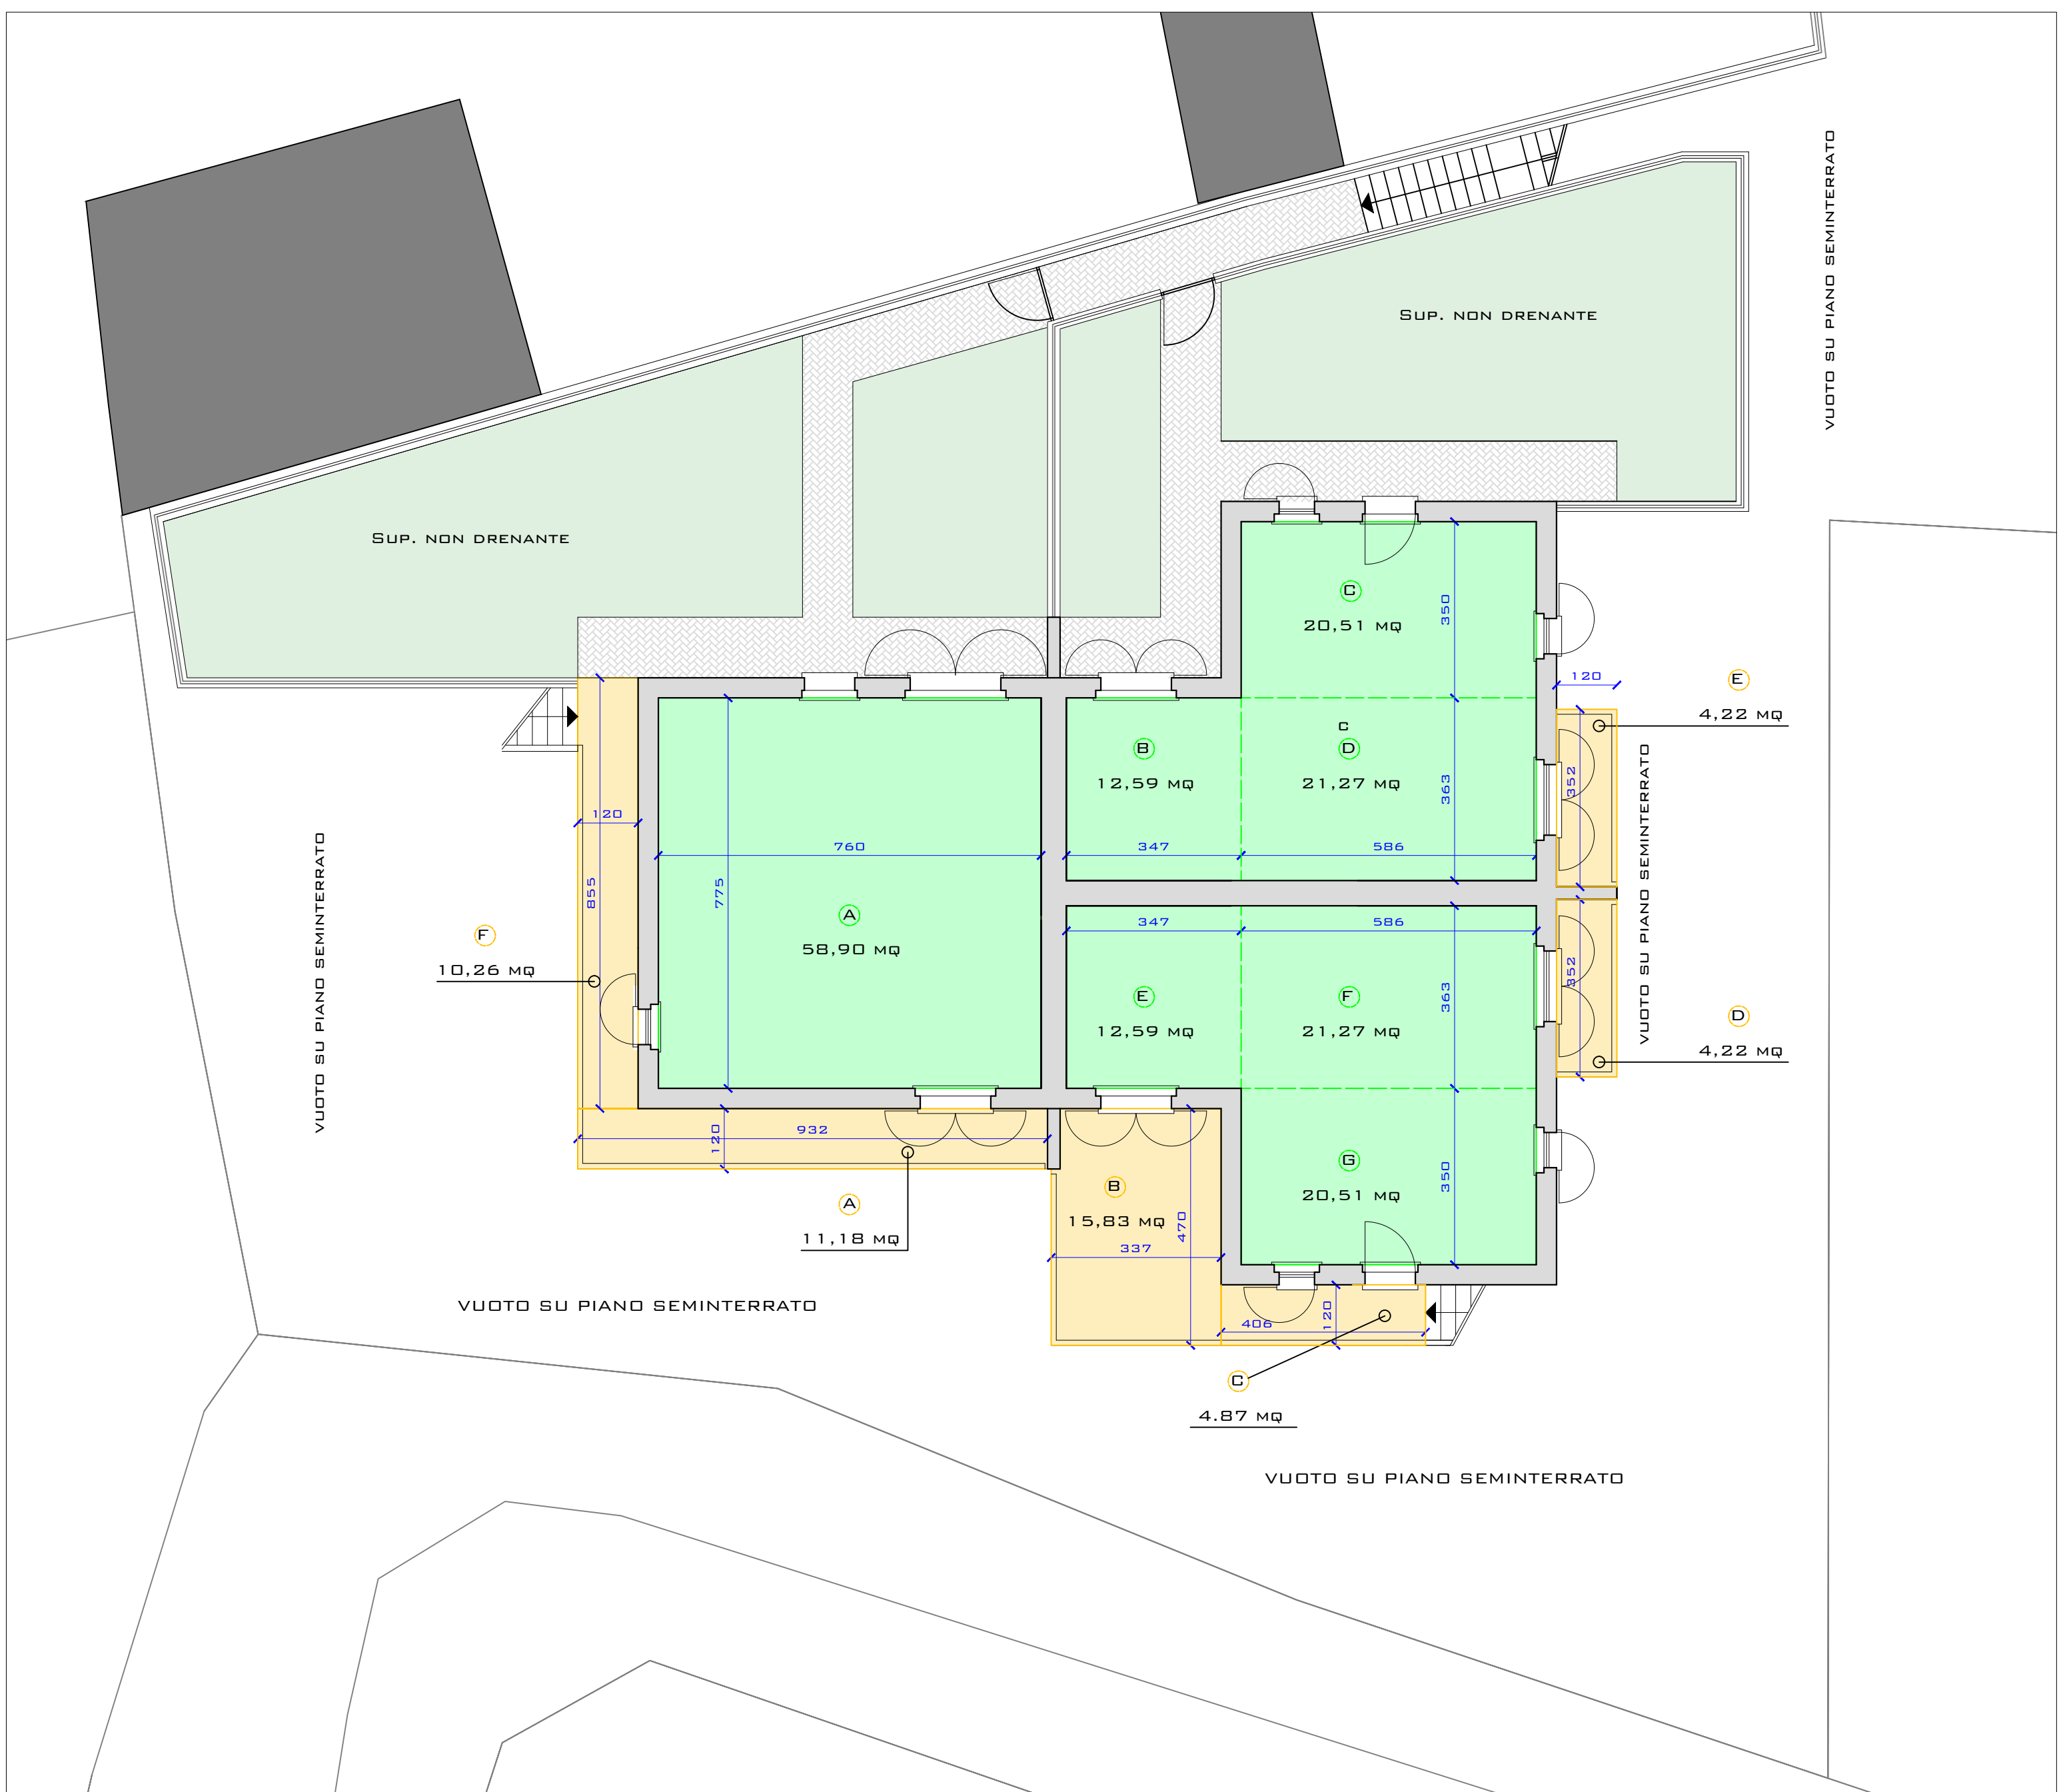 VUOTO SU PIANO SEMINTERRATO
SUP. NON DRENANTE
SUP. NON DRENANTE
C
20,51 MQ
350
120
E
4,22 MQ
C
B
D
12,59 MQ
21,27 MQ
363
352
VUOTO SU PIANO SEMINTERRATO
120
760
347
586
855
775
A
58,90 MQ
347
586
VUOTO SU PIANO SEMINTERRATO
F
10,26 MQ
E
F
12,59 MQ
21,27 MQ
363
352
D
4,22 MQ
932
120
G
20,51 MQ
350
A
11,18 MQ
B
15,83 MQ
470
337
VUOTO SU PIANO SEMINTERRATO
406
120
C
4.87 MQ
VUOTO SU PIANO SEMINTERRATO